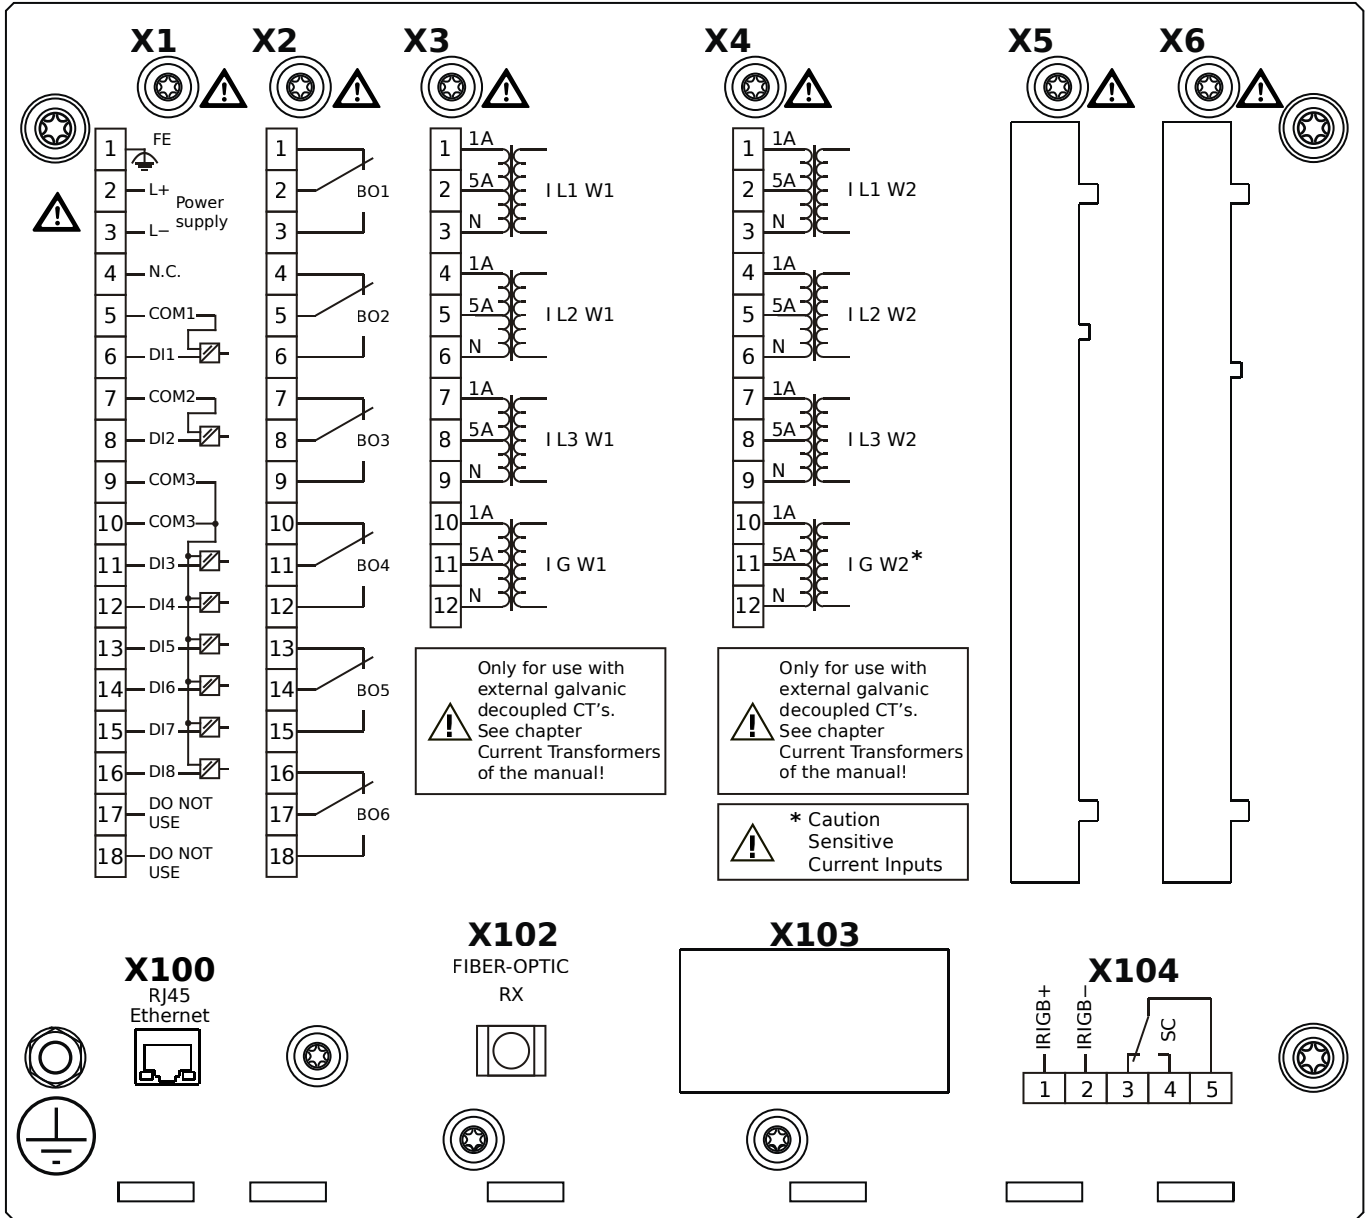 X1
X2
X3
X4
X5
X6
1
FE
2
L+
Power
supply
3
L−
4
N.C.
5
COM1
6
DI1
7
COM2
8
DI2
9
COM3
10
COM3
11
DI3
12
DI4
13
DI5
14
DI6
15
DI7
16
DI8
17
DO NOT
USE
18
DO NOT
USE
1
2
BO1
3
4
5
BO2
6
7
8
BO3
9
10
11
BO4
12
13
14
BO5
15
16
17
BO6
18
1
1A
2
5A
I L1 W1
3
N
4
1A
5
5A
I L2 W1
6
N
7
1A
8
5A
I L3 W1
9
N
10
1A
11
5A
I G W1
12
N
Only for use with
external galvanic
decoupled CT's.
See chapter
Current Transformers
of the manual!
1
1A
2
5A
I L1 W2
3
N
4
1A
5
5A
I L2 W2
6
N
7
1A
8
5A
I L3 W2
9
N
10
1A
11
5A
I G W2*
12
N
Only for use with
external galvanic
decoupled CT's.
See chapter
Current Transformers
of the manual!
* Caution
Sensitive
Current Inputs
X100
RJ45
Ethernet
X102
FIBER-OPTIC
RX
X103
X104
IRIGB+
IRIGB−
SC
1 2 3 4 5